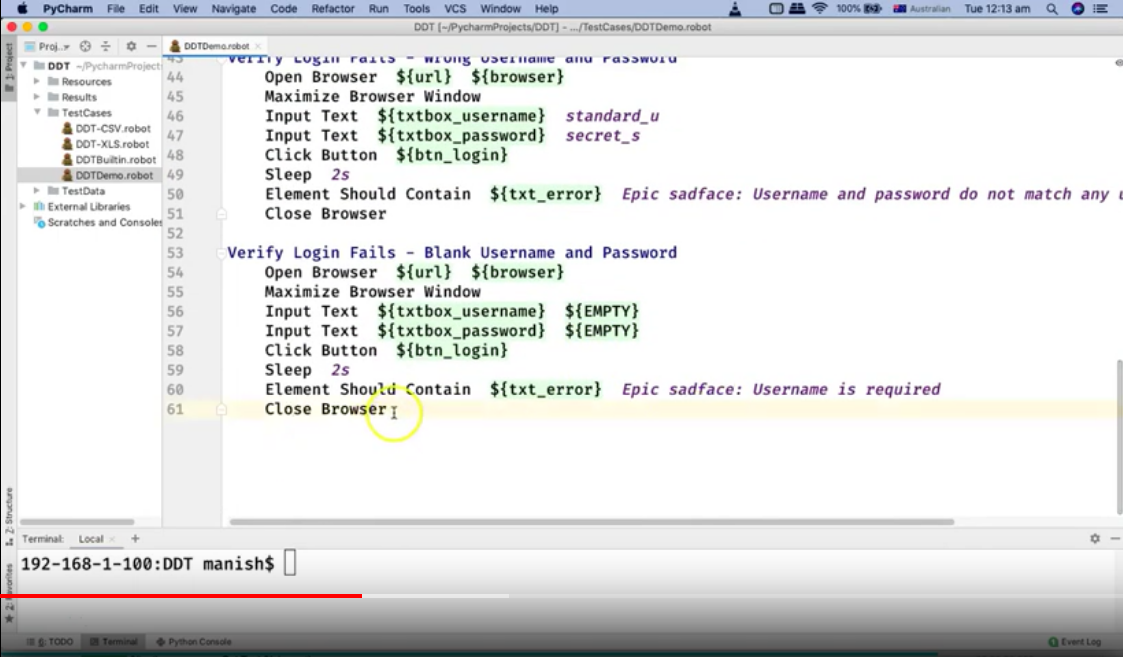 PyCharm File Edit View Navigate Code Refactor Run Tools VCS Window Help 100% Australian Tue 12:13 am
DDT [~/PycharmProjects/DDT] - .../TestCases/DDTDemo.robot
1: Project
Proj..
DDTDemo.robot
DDT ~/PycharmProject
Resources
Results
TestCases
DDT-CSV.robot
DDT-XLS.robot
DDTBuiltin.robot
DDTDemo.robot
TestData
External Libraries
Scratches and Consoles
43 Verify Login Fails - Wrong Username and Password
44 Open Browser ${url} ${browser}
45 Maximize Browser Window
46 Input Text ${txtbox_username} standard_u
47 Input Text ${txtbox_password} secret_s
48 Click Button ${btn_login}
49 Sleep 2s
50 Element Should Contain ${txt_error} Epic sadface: Username and password do not match any u
51 Close Browser
52
53 Verify Login Fails - Blank Username and Password
54 Open Browser ${url} ${browser}
55 Maximize Browser Window
56 Input Text ${txtbox_username} ${EMPTY}
57 Input Text ${txtbox_password} ${EMPTY}
58 Click Button ${btn_login}
59 Sleep 2s
60 Element Should Contain ${txt_error} Epic sadface: Username is required
61 Close Browser
Z: Structure
2: Favorites
Terminal: Local +
192-168-1-100:DDT manish$
6: TODO Terminal Python Console Event Log